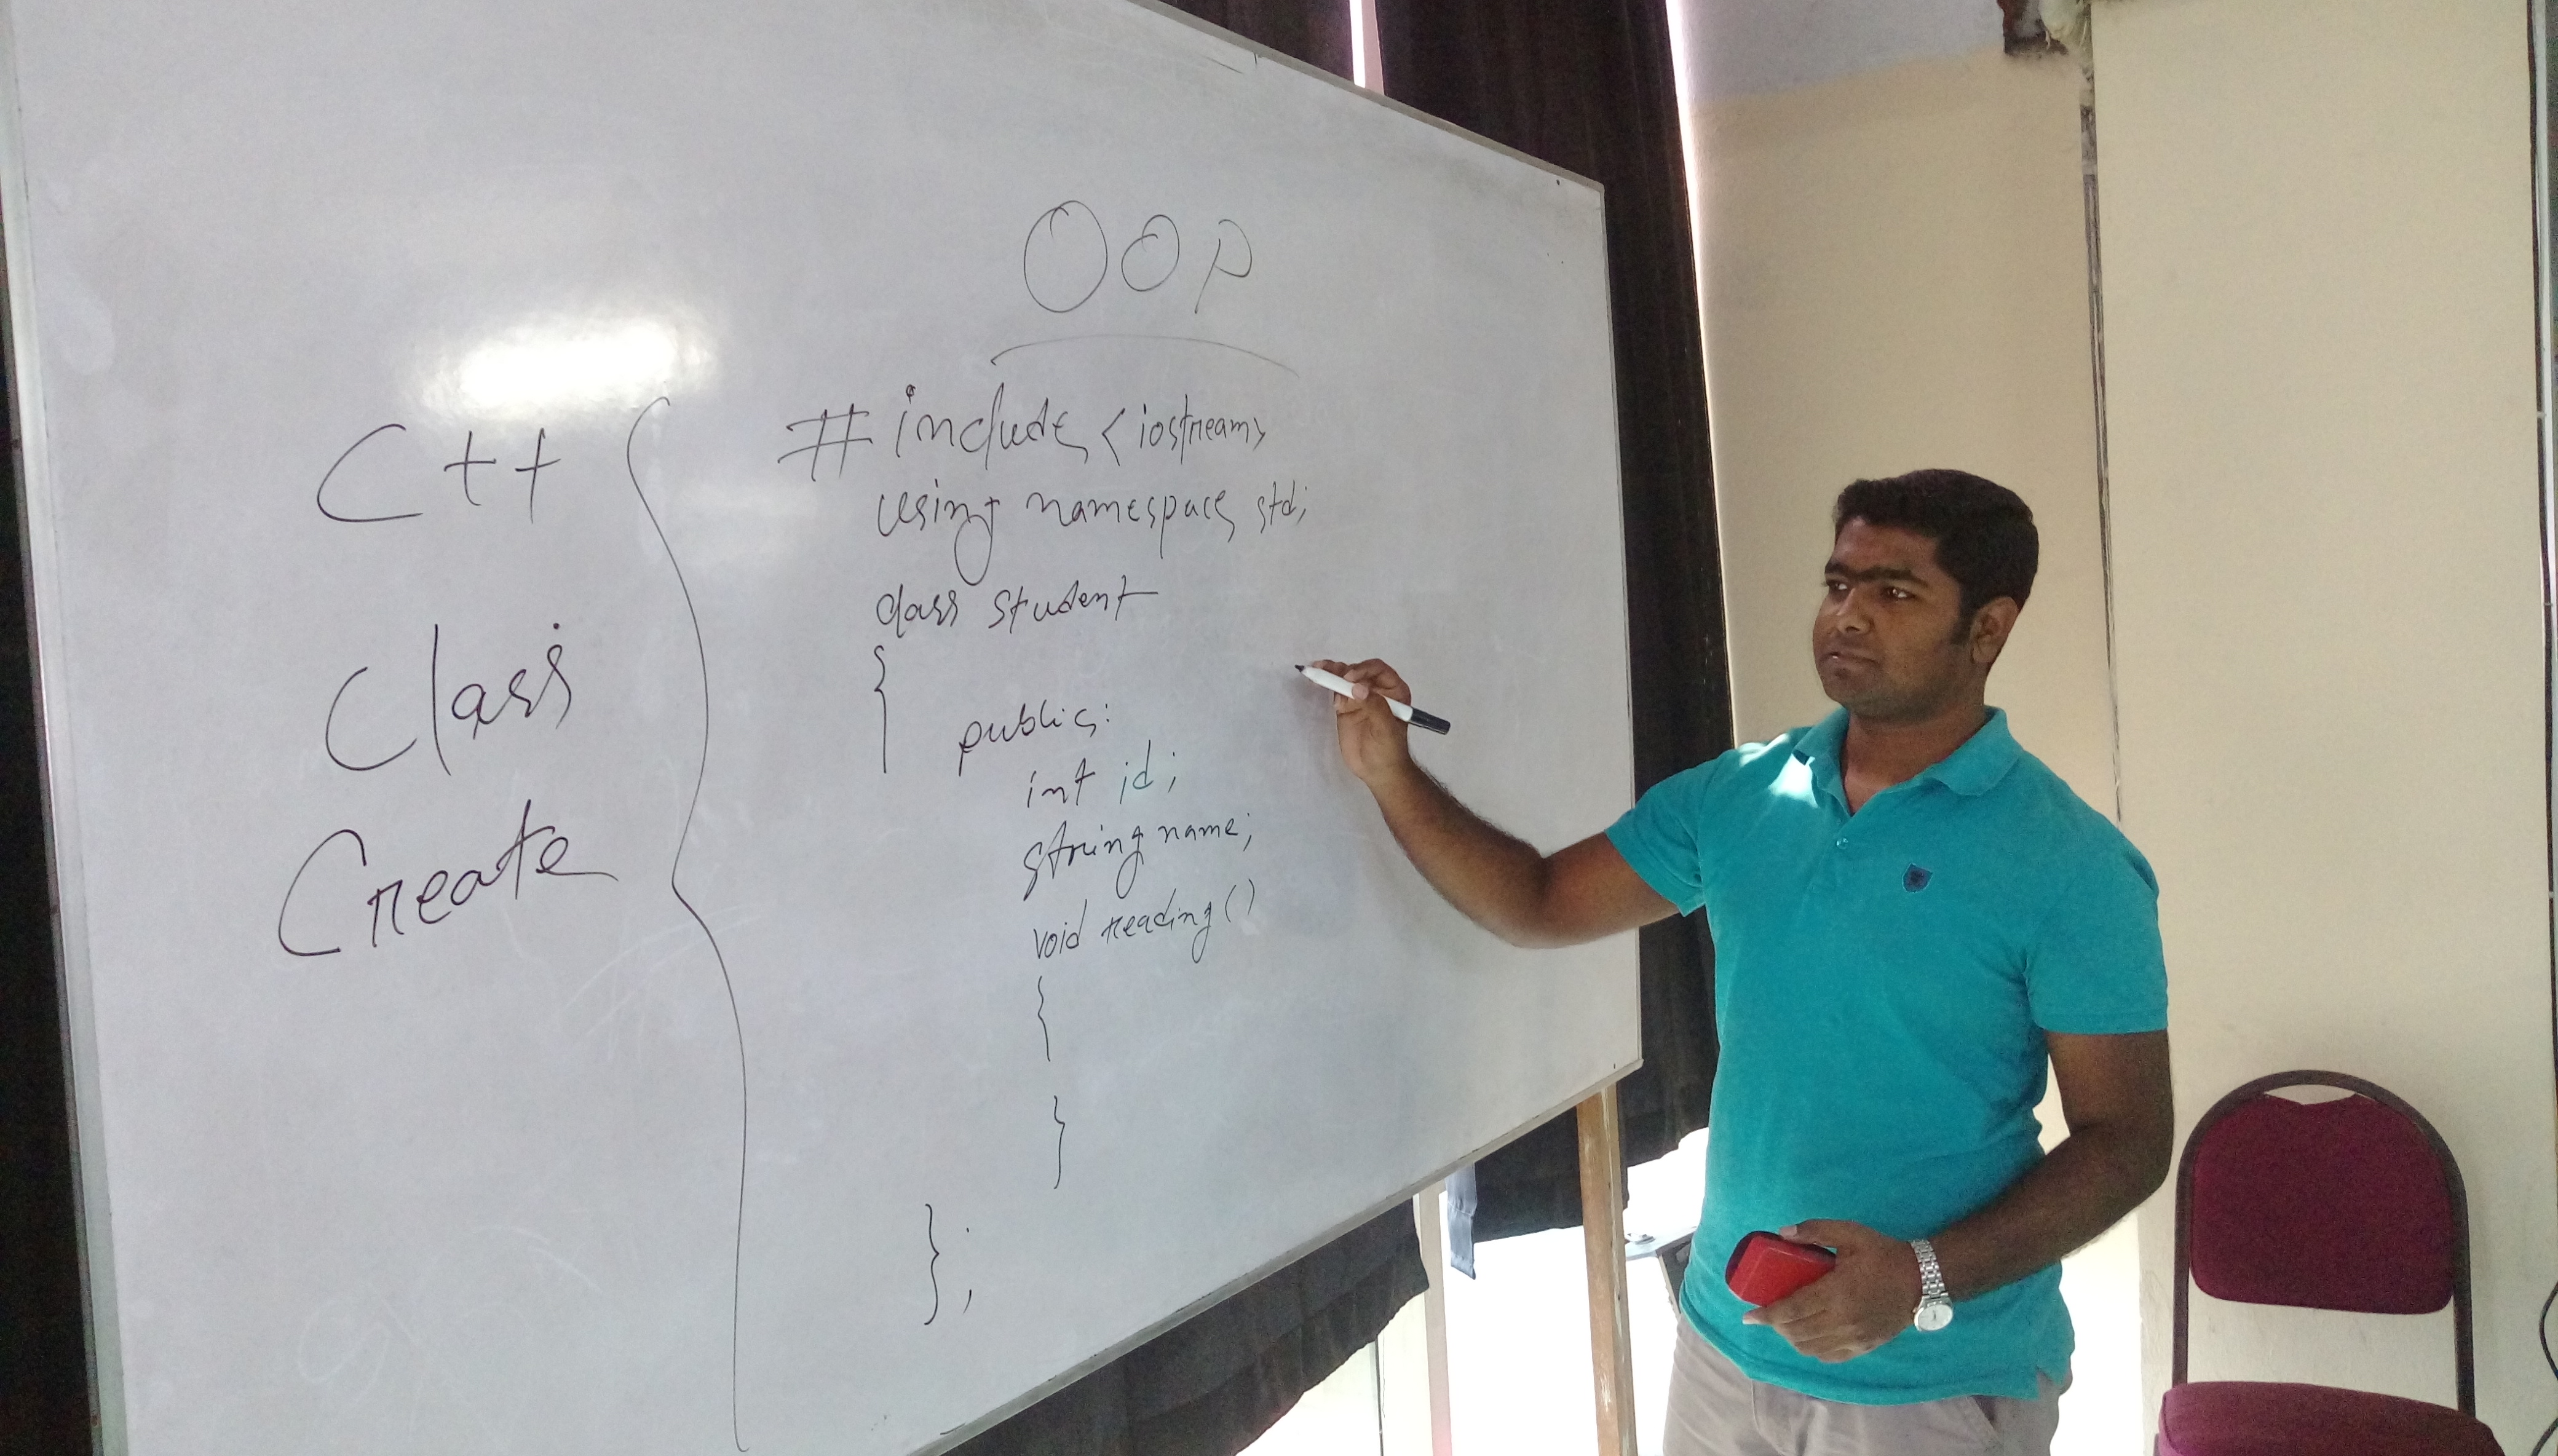 OOP
C++
Class
Create
#include <iostream>
using namespace std;
class student
{
public:
int id;
string name;
void reading()
{
}
};